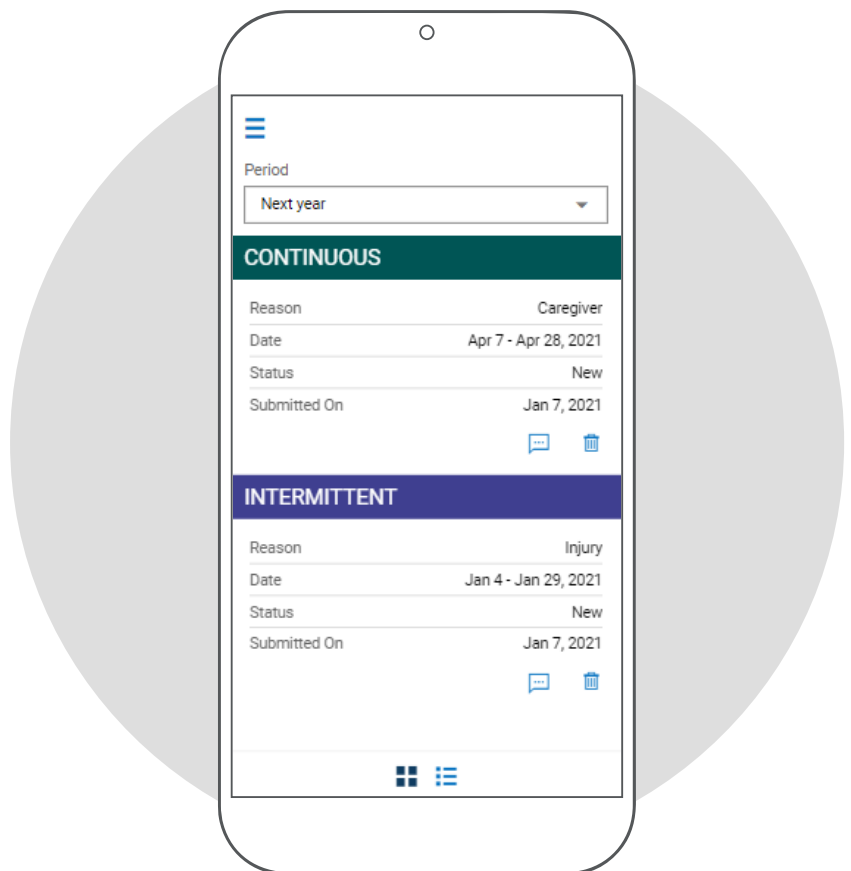 Period
Next year
CONTINUOUS
Reason Caregiver
Date Apr 7 - Apr 28, 2021
Status New
Submitted On Jan 7, 2021
INTERMITTENT
Reason Injury
Date Jan 4 - Jan 29, 2021
Status New
Submitted On Jan 7, 2021